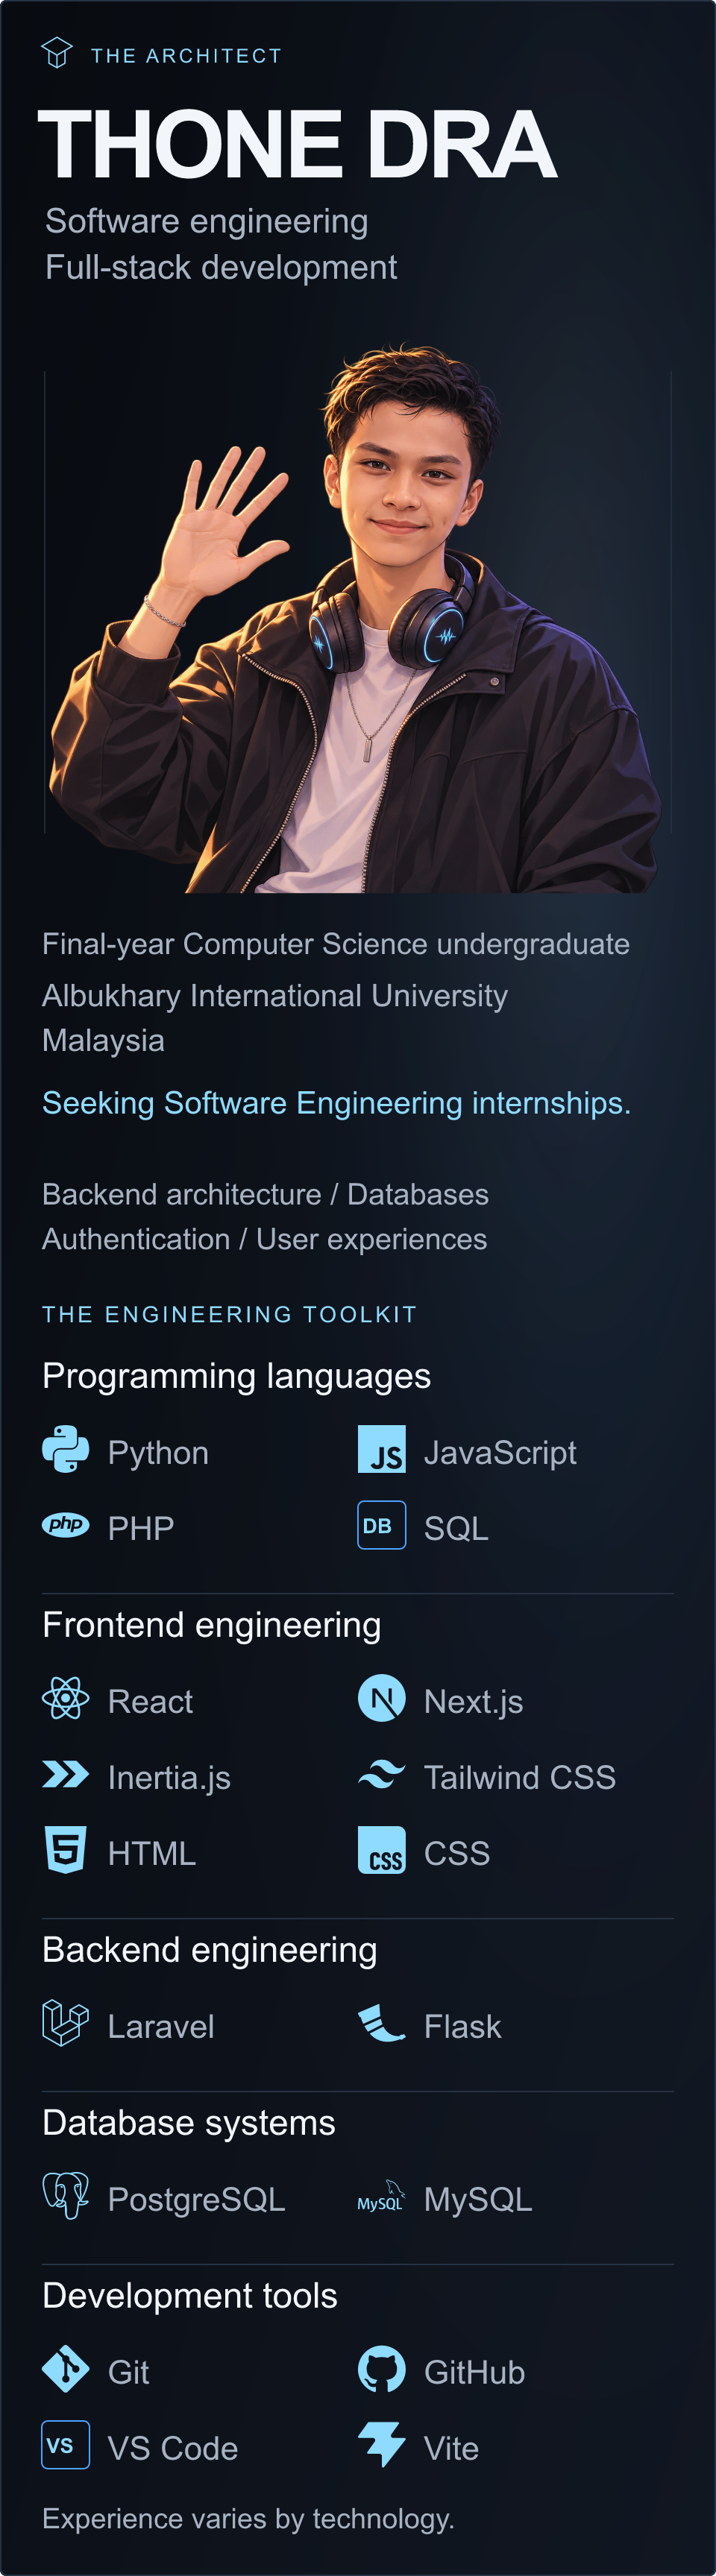 THE ARCHITECT
THONE DRA
Software engineering
Full-stack development
Final-year Computer Science undergraduate
Albukhary International University
Malaysia
Seeking Software Engineering internships.
Backend architecture / Databases
Authentication / User experiences
THE ENGINEERING TOOLKIT
Programming languages
Python
JS JavaScript
php PHP
DB SQL
Frontend engineering
React
N Next.js
Inertia.js
Tailwind CSS
5 HTML
CSS CSS
Backend engineering
Laravel
Flask
Database systems
PostgreSQL
MySQL MySQL
Development tools
Git
GitHub
VS VS Code
Vite
Experience varies by technology.